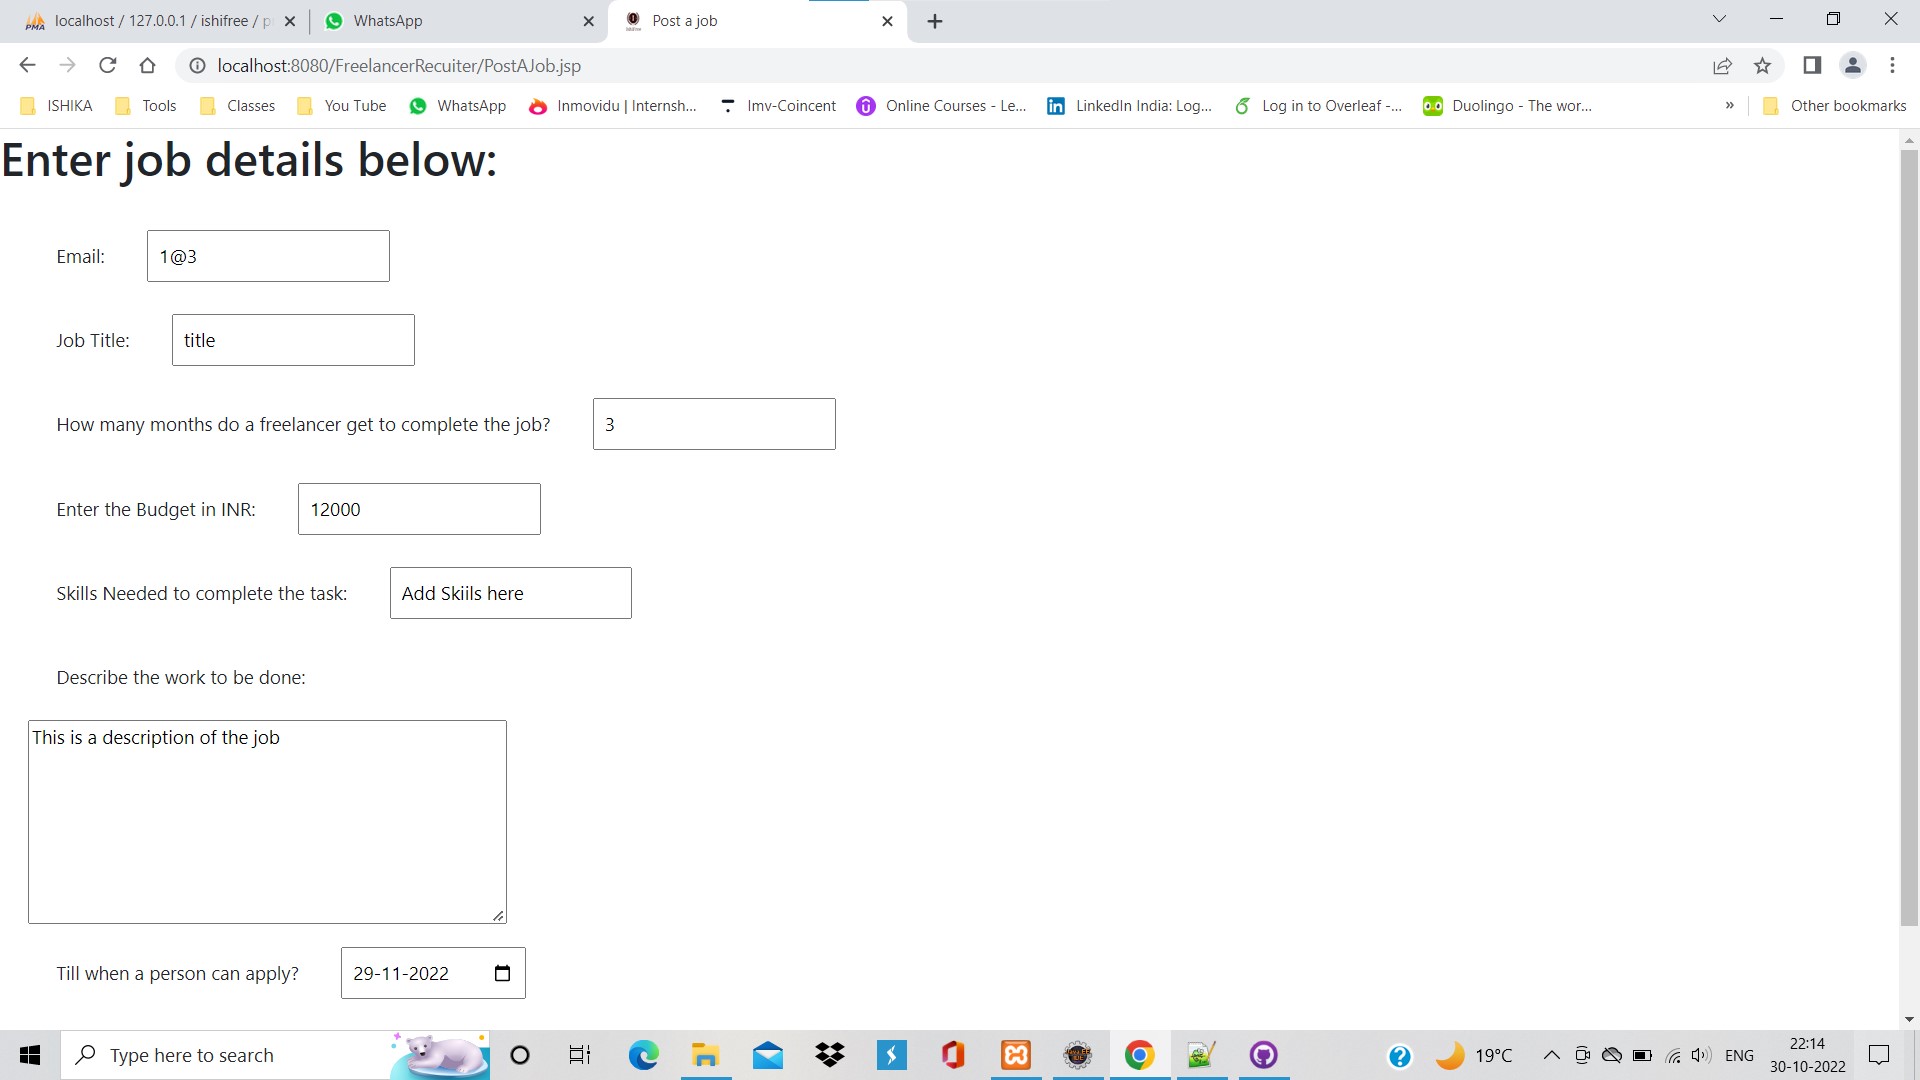 localhost / 127.0.0.1 / ishifree / p
WhatsApp
Post a job
localhost:8080/FreelancerRecuiter/PostAJob.jsp
ISHIKA
Tools
Classes
You Tube
WhatsApp
Inmovidu | Internsh...
Imv-Coincent
Online Courses - Le...
LinkedIn India: Log...
Log in to Overleaf -...
Duolingo - The wor...
»
Other bookmarks
Enter job details below:
Email: 1@3
Job Title: title
How many months do a freelancer get to complete the job? 3
Enter the Budget in INR: 12000
Skills Needed to complete the task: Add Skiils here
Describe the work to be done:
This is a description of the job
Till when a person can apply? 29-11-2022
Type here to search
19°C
ENG
22:14
30-10-2022